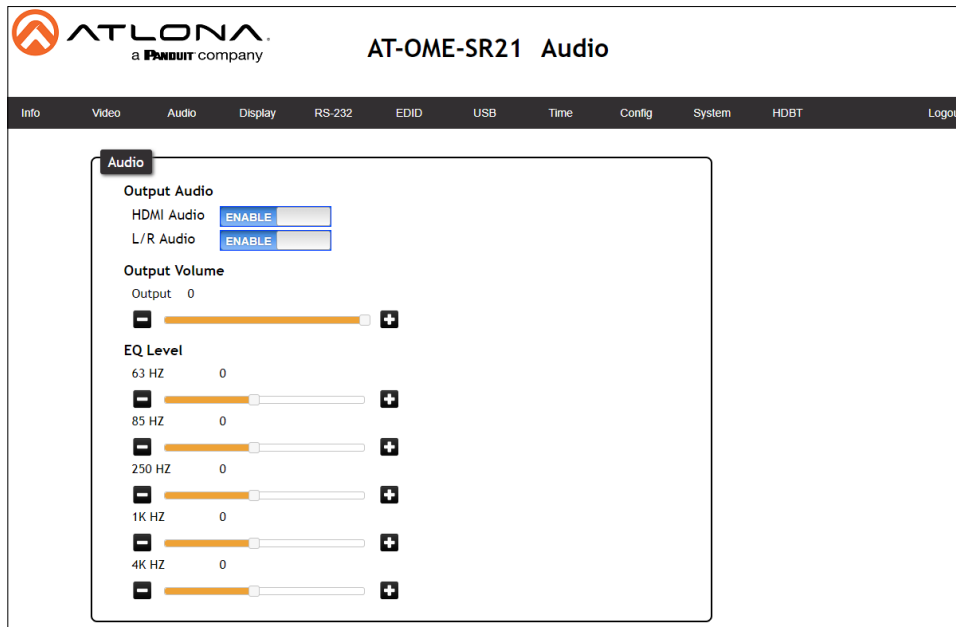 ATLONA.
a PANDUIT company
AT-OME-SR21 Audio
Info Video Audio Display RS-232 EDID USB Time Config System HDBT
Audio
Output Audio
HDMI Audio ENABLE
L/R Audio ENABLE
Output Volume
Output 0
EQ Level
63 HZ 0
85 HZ 0
250 HZ 0
1K HZ 0
4K HZ 0